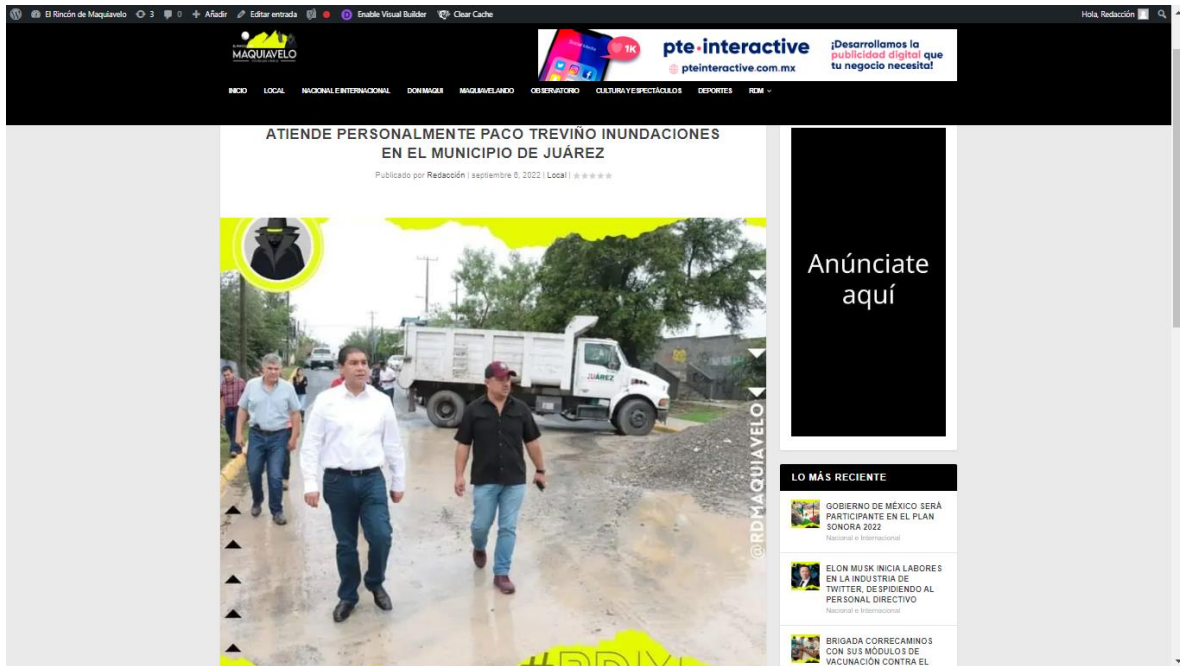 El Rincón de Maquiavelo 3 0 + Añadir Editar entrada Enable Visual Builder Clear Cache Hola, Redacción
MAQUIAVELO
1K
pte·interactive
pteinteractive.com.mx
¡Desarrollamos la
publicidad digital que
tu negocio necesita!
INICIO LOCAL NACIONAL E INTERNACIONAL DON MAQUI MAQUIAVELANDO OBSERVATORIO CULTURA Y ESPECTÁCULOS DEPORTES RDM
ATIENDE PERSONALMENTE PACO TREVIÑO INUNDACIONES
EN EL MUNICIPIO DE JUÁREZ
Publicado por Redacción | septiembre 6, 2022 | Local |
JUÁREZ
@RDMAQUIAVELO
Anúnciate
aquí
LO MÁS RECIENTE
GOBIERNO DE MÉXICO SERÁ
PARTICIPANTE EN EL PLAN
SONORA 2022
Nacional e Internacional
ELON MUSK INICIA LABORES
EN LA INDUSTRIA DE
TWITTER, DESPIDIENDO AL
PERSONAL DIRECTIVO
Nacional e Internacional
BRIGADA CORRECAMINOS
CON SUS MÓDULOS DE
VACUNACIÓN CONTRA EL